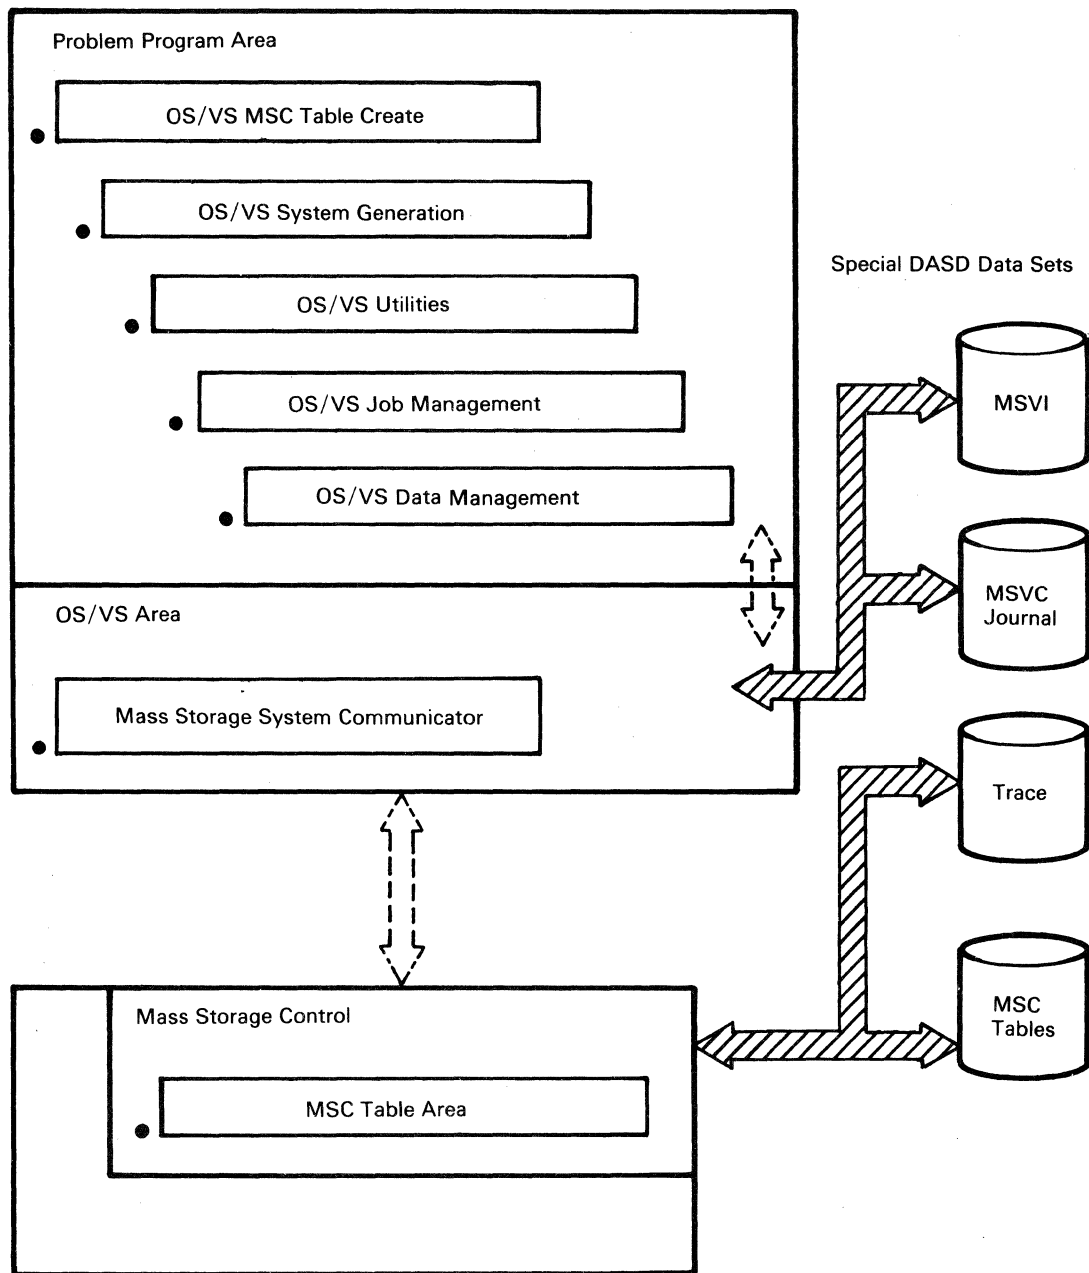 Problem Program Area
OS/VS MSC Table Create
OS/VS System Generation
OS/VS Utilities
OS/VS Job Management
OS/VS Data Management
OS/VS Area
Mass Storage System Communicator
Special DASD Data Sets
MSVI
MSVC
Journal
Trace
MSC
Tables
Mass Storage Control
MSC Table Area